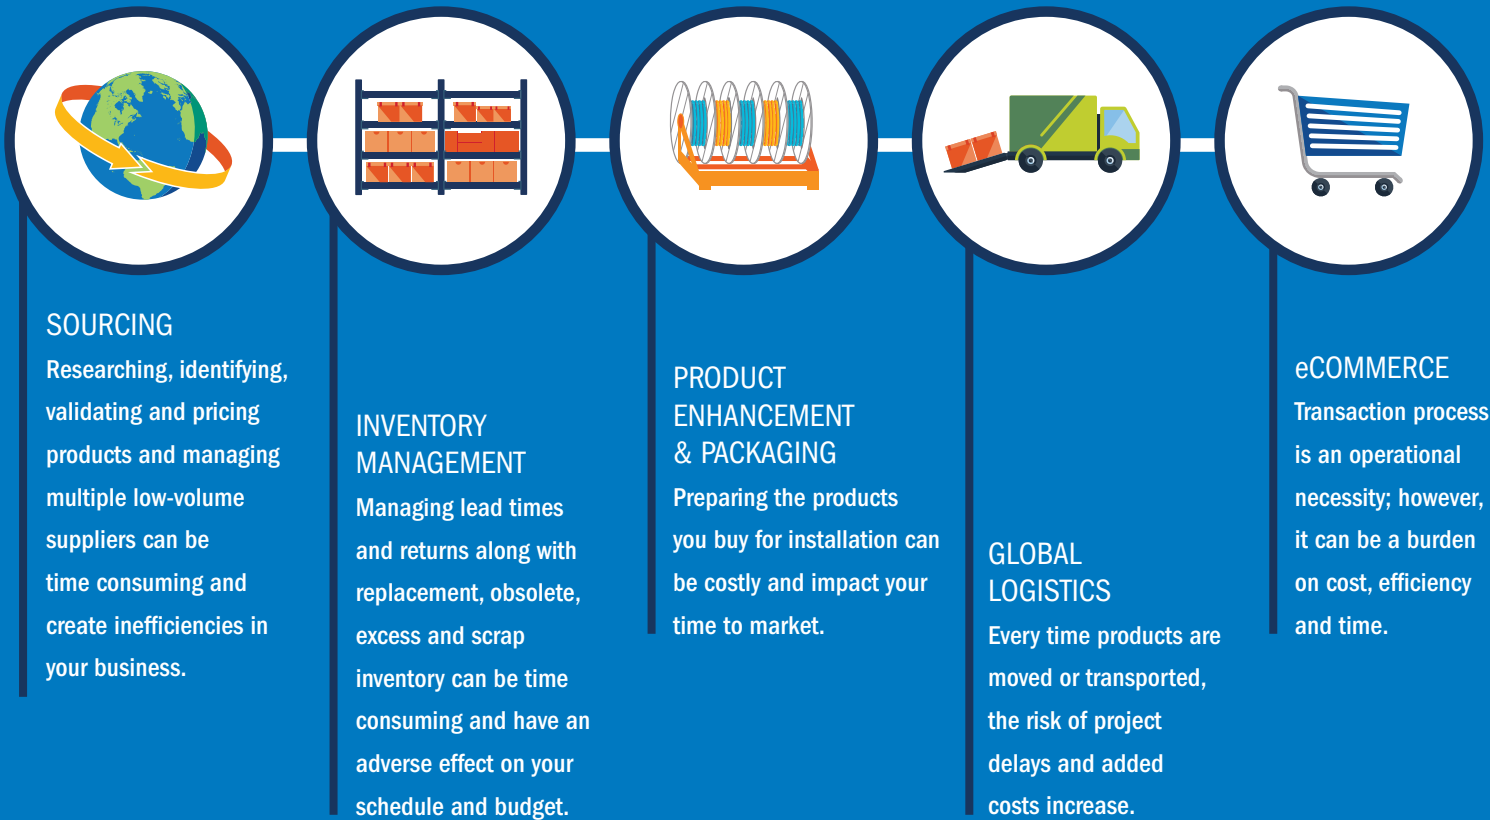 SOURCING
Researching, identifying,
validating and pricing
products and managing
multiple low-volume
suppliers can be
time consuming and
create inefficiencies in
your business.
INVENTORY
MANAGEMENT
Managing lead times
and returns along with
replacement, obsolete,
excess and scrap
inventory can be time
consuming and have an
adverse effect on your
schedule and budget.
PRODUCT
ENHANCEMENT
& PACKAGING
Preparing the products
you buy for installation can
be costly and impact your
time to market.
GLOBAL
LOGISTICS
Every time products are
moved or transported,
the risk of project
delays and added
costs increase.
eCOMMERCE
Transaction process
is an operational
necessity; however,
it can be a burden
on cost, efficiency
and time.